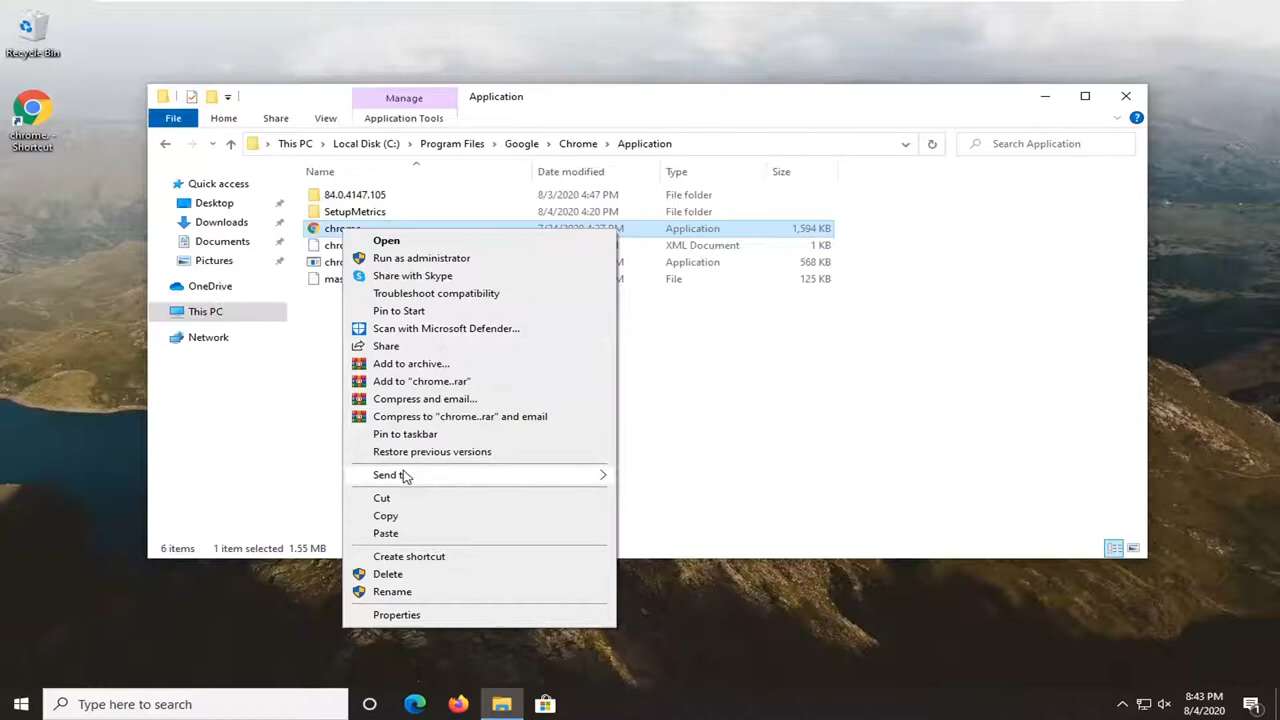 Recycle Bin
chrome. -
Shortcut
Manage
Application
File
Home
Share
View
Application Tools
This PC
Local Disk (C:)
Program Files
Google
Chrome
Application
Search Application
Name
Date modified
Type
Size
Quick access
Desktop
Downloads
Documents
Pictures
OneDrive
This PC
Network
84.0.4147.105
8/3/2020 4:47 PM
File folder
SetupMetrics
8/4/2020 4:20 PM
File folder
Application
1,594 KB
XML Document
1 KB
Application
568 KB
File
125 KB
Open
Run as administrator
Share with Skype
Troubleshoot compatibility
Pin to Start
Scan with Microsoft Defender...
Share
Add to archive...
Add to "chrome..rar"
Compress and email...
Compress to "chrome..rar" and email
Pin to taskbar
Restore previous versions
Send
Cut
Copy
Paste
Create shortcut
Delete
Rename
Properties
6 items
1 item selected
1.55 MB
Type here to search
8:43 PM
8/4/2020
1